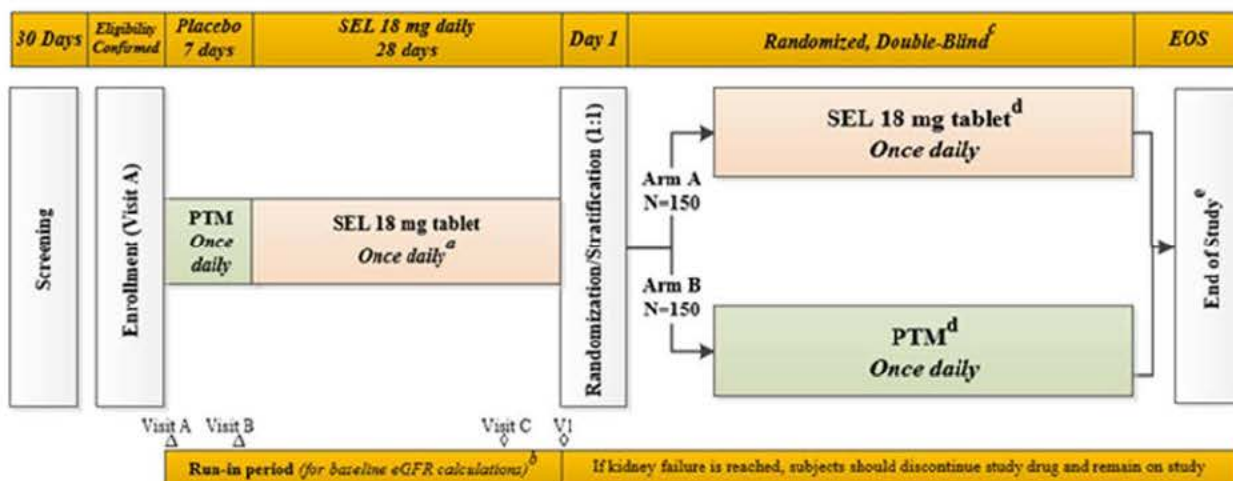 30 Days
Eligibility
Confirmed
Placebo
7 days
SEL 18 mg daily
28 days
Day 1
Randomized, Double-Blind^c
EOS
Screening
Enrollment (Visit A)
PTM
Once
daily
SEL 18 mg tablet
Once daily^a
Randomization/Stratification (1:1)
Arm A
N=150
Arm B
N=150
SEL 18 mg tablet^d
Once daily
PTM^d
Once daily
End of Study^e
Visit A
Visit B
Visit C
V1
Run-in period (for baseline eGFR calculations)^b
If kidney failure is reached, subjects should discontinue study drug and remain on study